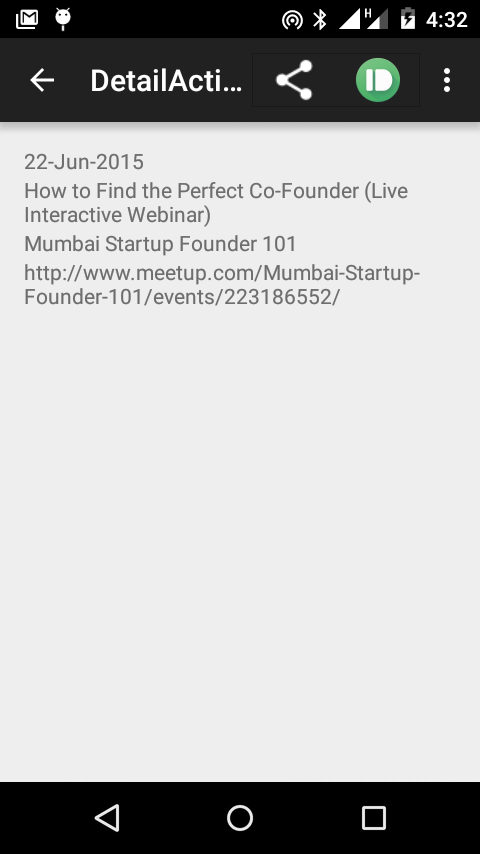 H
4:32
DetailActi...
22-Jun-2015
How to Find the Perfect Co-Founder (Live
Interactive Webinar)
Mumbai Startup Founder 101
http://www.meetup.com/Mumbai-Startup-
Founder-101/events/223186552/